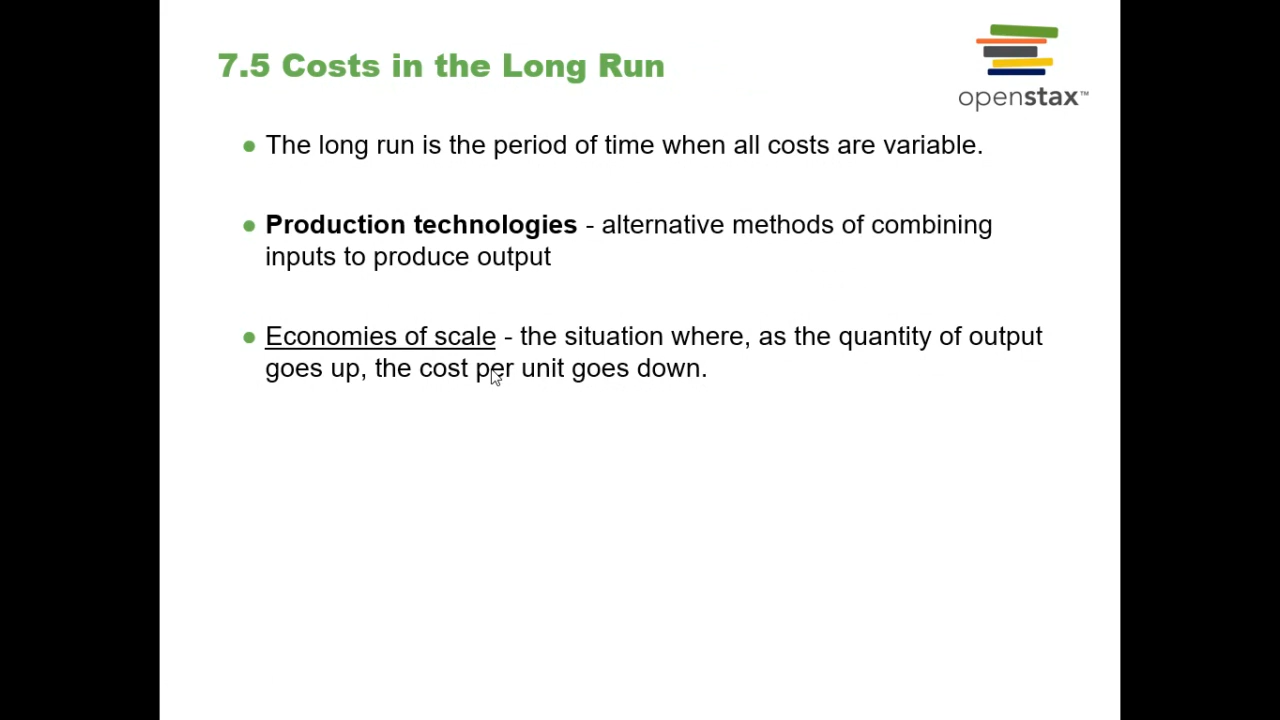 7.5 Costs in the Long Run
openstax™
● The long run is the period of time when all costs are variable.
● Production technologies - alternative methods of combining
inputs to produce output
● Economies of scale - the situation where, as the quantity of output
goes up, the cost per unit goes down.